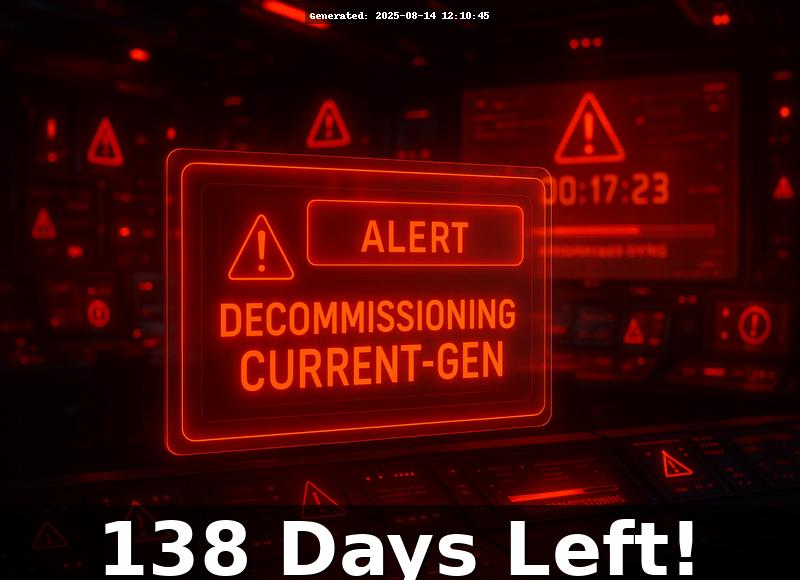 Generated: 2025-08-14 12:10:45
00:17:23
ALERT
DECOMMISSIONING
CURRENT-GEN
138 Days Left!